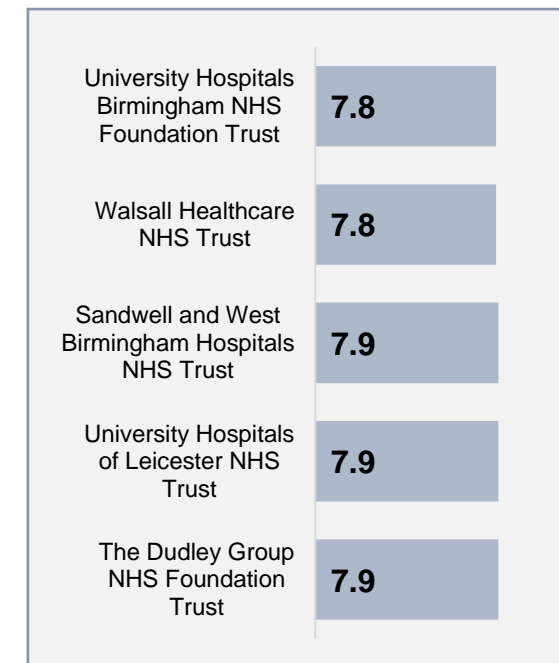 University Hospitals
Birmingham NHS
Foundation Trust
7.8
Walsall Healthcare
NHS Trust
7.8
Sandwell and West
Birmingham Hospitals
NHS Trust
7.9
University Hospitals
of Leicester NHS
Trust
7.9
The Dudley Group
NHS Foundation
Trust
7.9